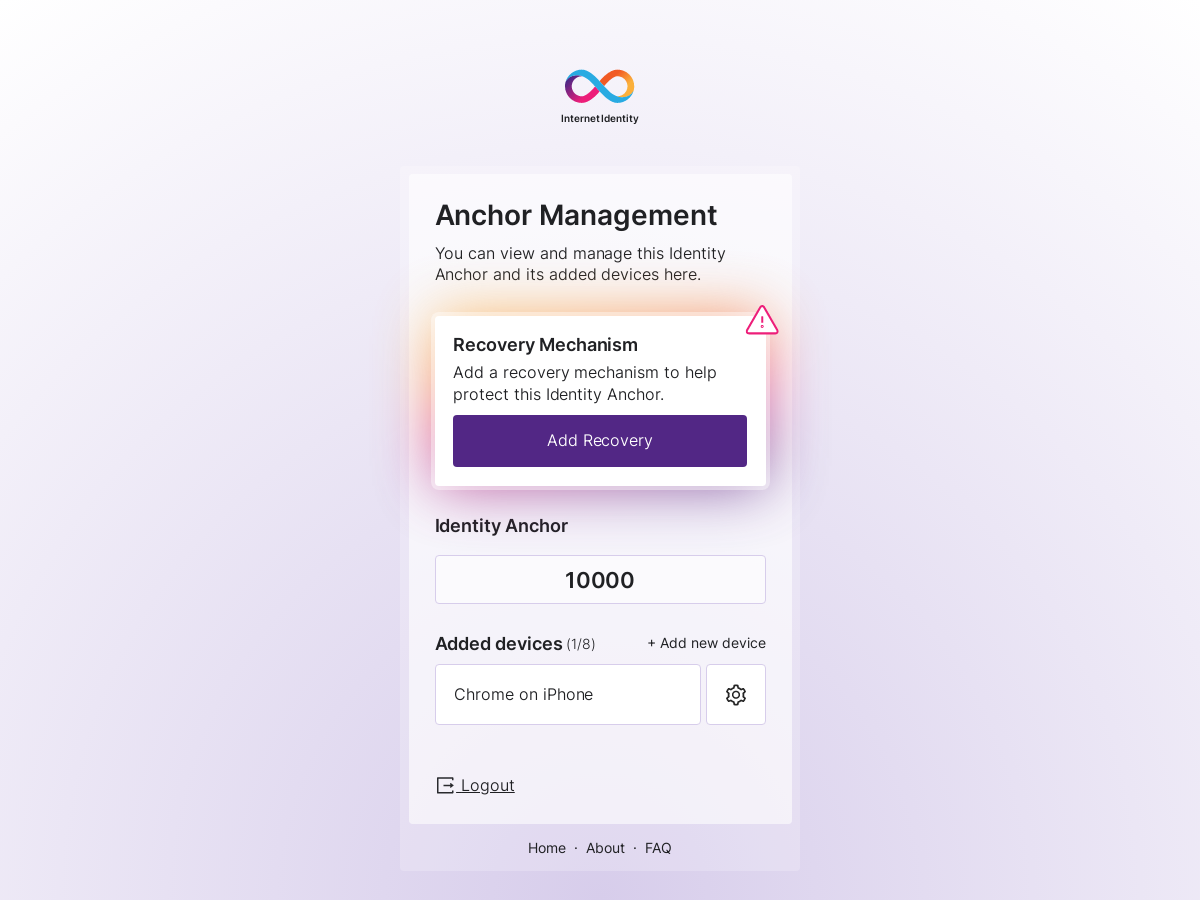 Internet Identity
Anchor Management
You can view and manage this Identity
Anchor and its added devices here.
Recovery Mechanism
Add a recovery mechanism to help
protect this Identity Anchor.
Add Recovery
Identity Anchor
10000
Added devices (1/8) + Add new device
Chrome on iPhone
Logout
Home · About · FAQ